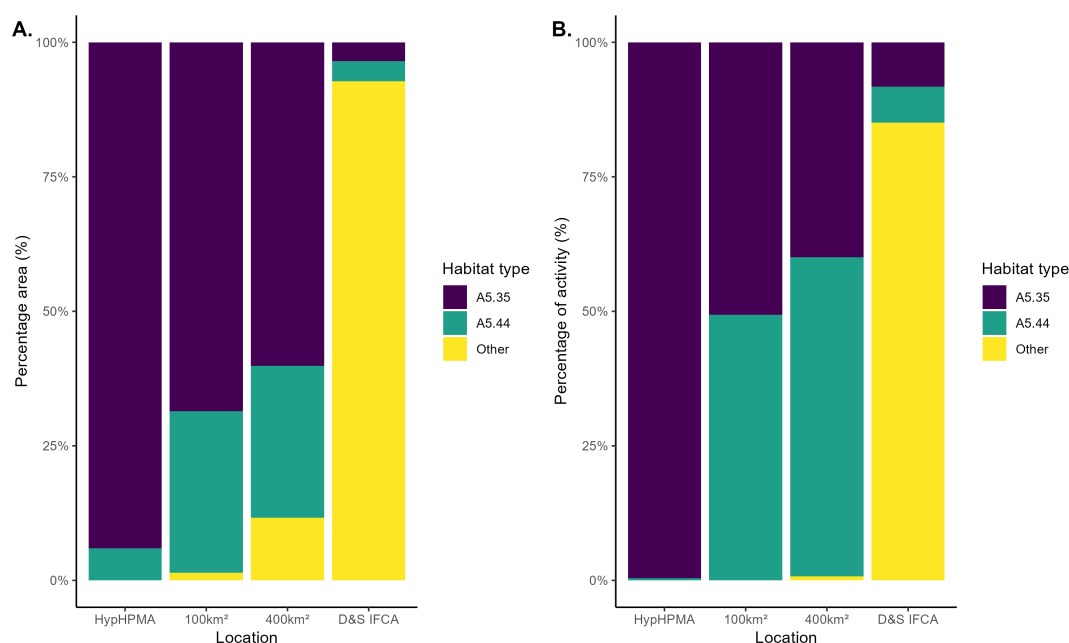 A.
100%
75%
50%
25%
0%
Percentage area (%)
HypHPMA 100km² 400km² D&S IFCA
Location
Habitat type
A5.35
A5.44
Other
B.
100%
75%
50%
25%
0%
Percentage of activity (%)
HypHPMA 100km² 400km² D&S IFCA
Location
Habitat type
A5.35
A5.44
Other